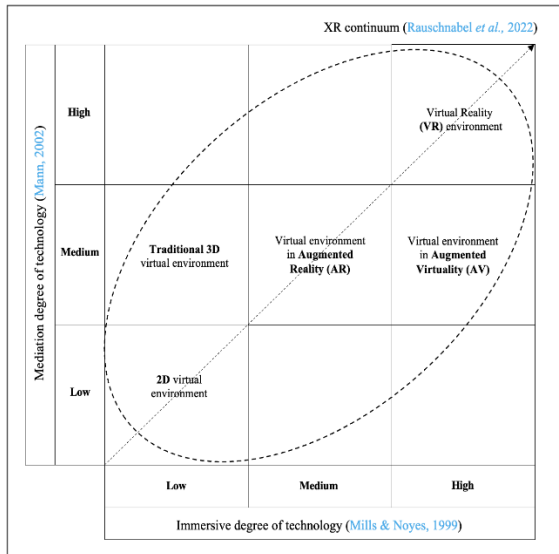 XR continuum (Rauschnabel et al., 2022)
Mediation degree of technology (Mann, 2002)
High
Virtual Reality
(VR) environment
Medium
Traditional 3D
virtual environment
Virtual environment
in Augmented
Reality (AR)
Virtual environment
in Augmented
Virtuality (AV)
Low
2D virtual
environment
Low
Medium
High
Immersive degree of technology (Mills & Noyes, 1999)